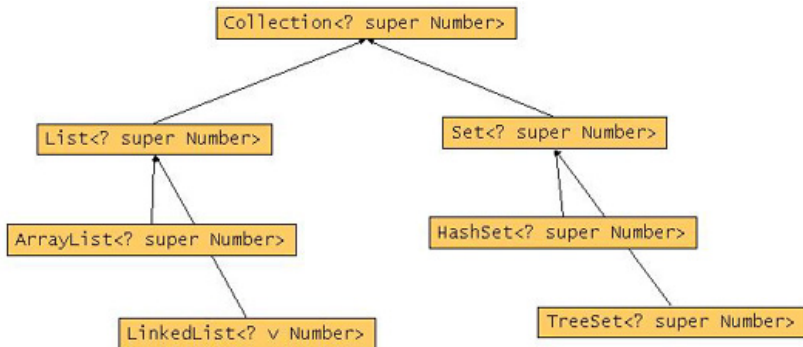 Collection<? super Number>
List<? super Number>
Set<? super Number>
ArrayList<? super Number>
HashSet<? super Number>
LinkedList<? v Number>
TreeSet<? super Number>